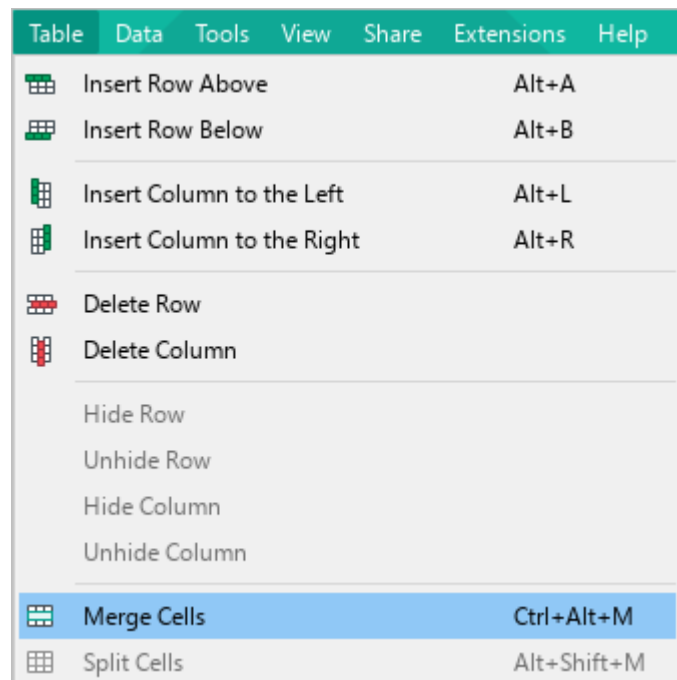 Table Data Tools View Share Extensions Help
Insert Row Above Alt+A
Insert Row Below Alt+B
Insert Column to the Left Alt+L
Insert Column to the Right Alt+R
Delete Row
Delete Column
Hide Row
Unhide Row
Hide Column
Unhide Column
Merge Cells Ctrl+Alt+M
Split Cells Alt+Shift+M